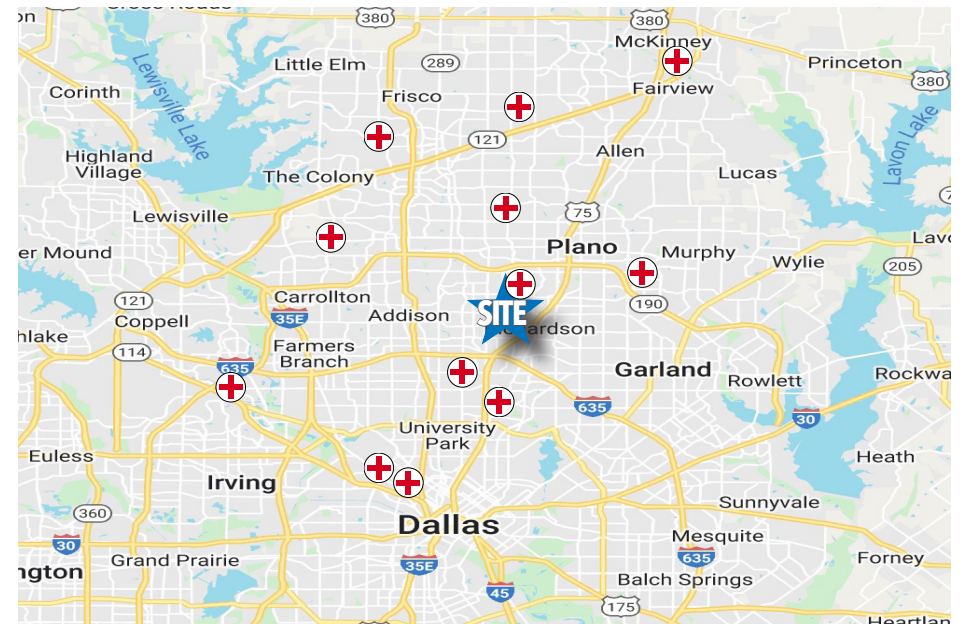 380
380
McKinney
Little Elm
289
Princeton
Corinth
Frisco
Fairview
380
Lewisville Lake
121
Lavon Lake
Highland
Village
Allen
The Colony
Lucas
Lewisville
75
Plano
Murphy
er Mound
Wylie
Lavo
205
121
Carrollton
190
35E
Addison
SITE
Coppell
ardson
hlake
114
Farmers
Branch
635
Garland
Rowlett
Rockwa
635
30
University
Park
Euless
Heath
Irving
360
Sunnyvale
Dallas
30
Mesquite
Grand Prairie
35E
635
Forney
ngton
Balch Springs
45
175
Heartlan